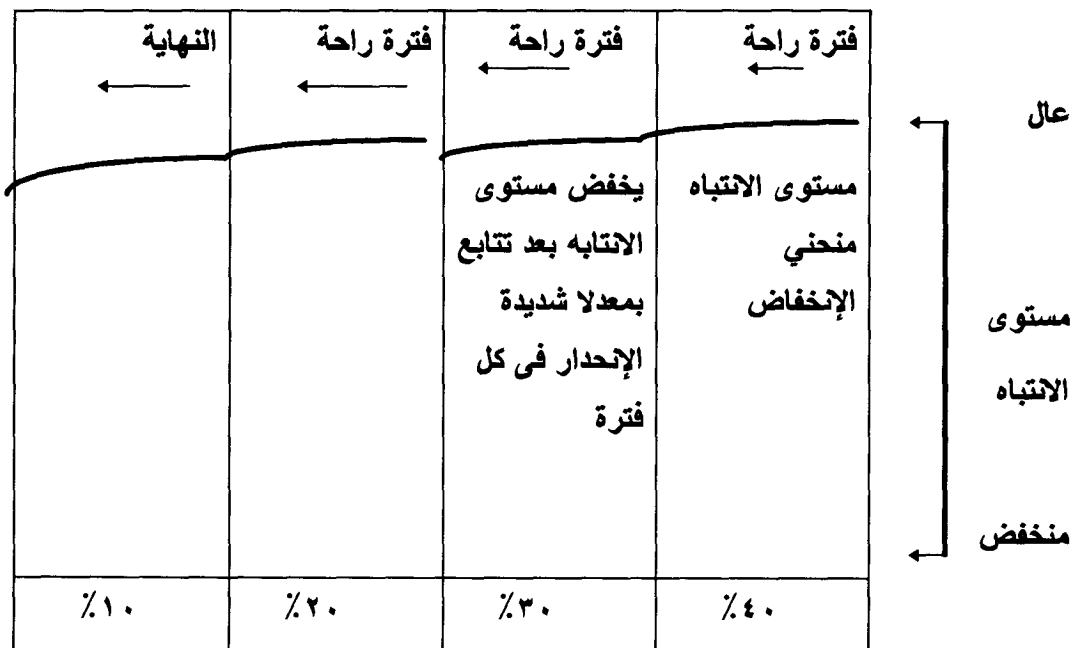 فترة راحة
فترة راحة
فترة راحة
النهاية
عال
مستوى
الانتباه
منخفض
مستوى الانتباه
منحني
الإنخفاض
يخفض مستوى
الانتابه بعد تتابع
بمعدلا شديدة
الإنحدار فى كل
فترة
٤٠٪
٣٠٪
٢٠٪
١٠٪